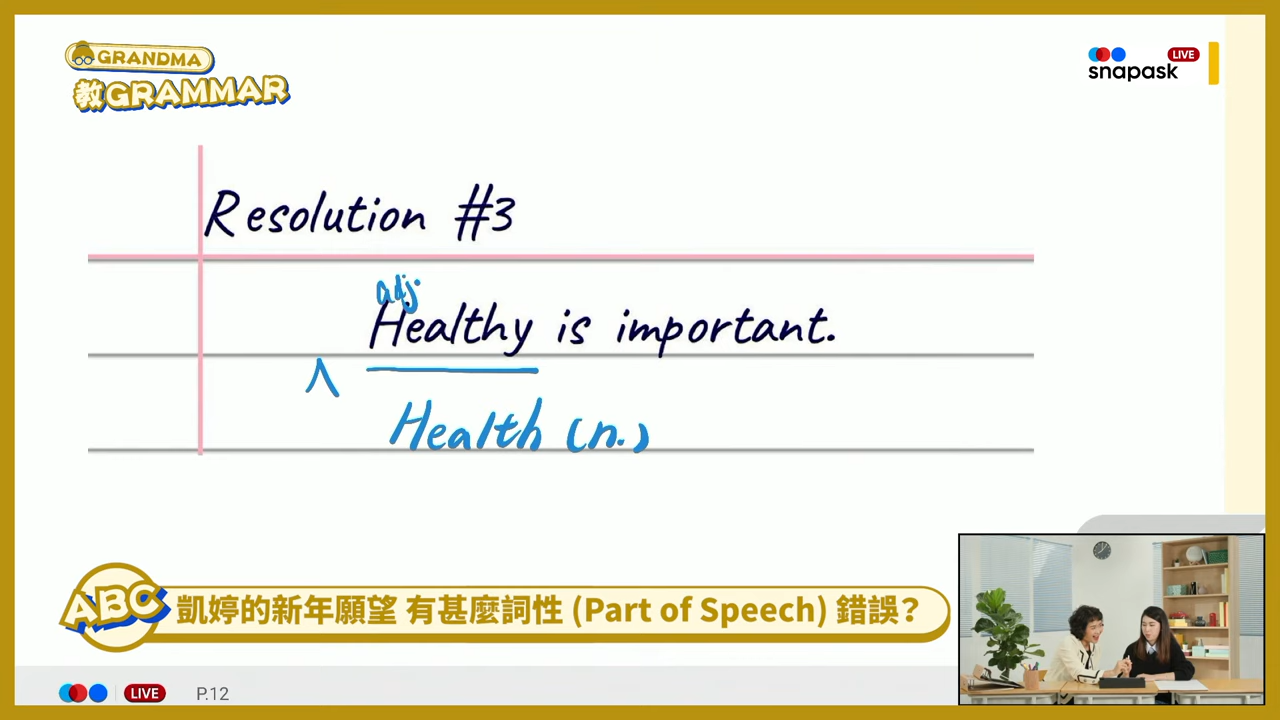 GRANDMA
教GRAMMAR
LIVE
snapask
Resolution #3
adj.
Healthy is important.
^
Health (n.)
ABC
凱婷的新年願望 有甚麼詞性 (Part of Speech) 錯誤？
LIVE
P.12